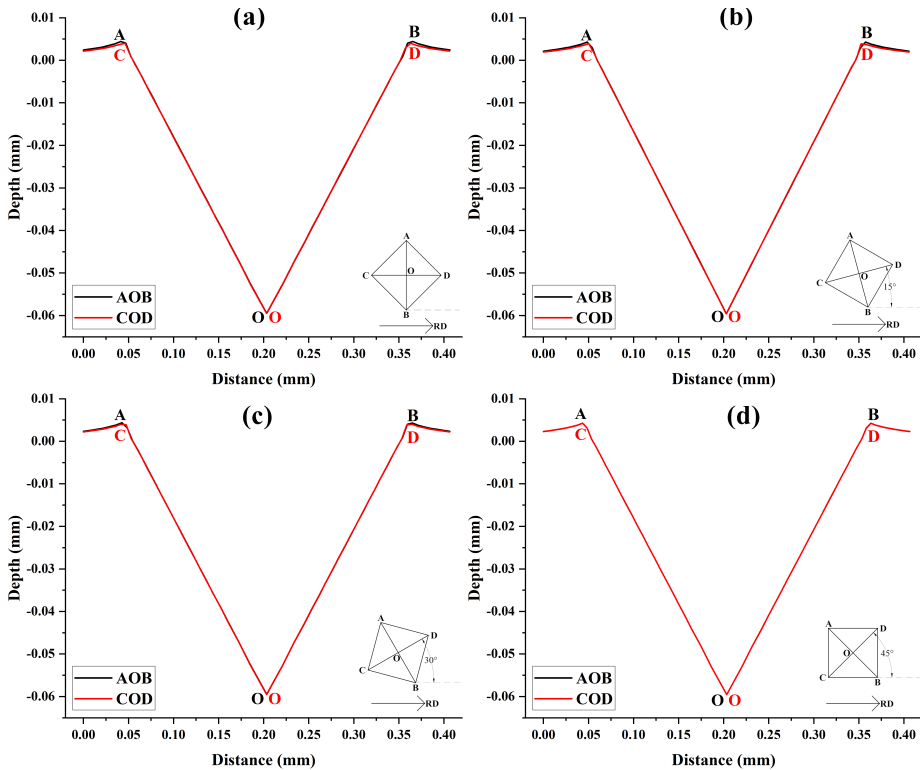 (a)
0.01
0.00
-0.01
-0.02
-0.03
-0.04
-0.05
-0.06
Depth (mm)
A
C
B
D
O O
AOB
COD
A
C O D
B
RD
0.00 0.05 0.10 0.15 0.20 0.25 0.30 0.35 0.40
Distance (mm)
(b)
0.01
0.00
-0.01
-0.02
-0.03
-0.04
-0.05
-0.06
Depth (mm)
A
C
B
D
O O
AOB
COD
A
D
O
C
15°
B
RD
0.00 0.05 0.10 0.15 0.20 0.25 0.30 0.35 0.40
Distance (mm)
(c)
0.01
0.00
-0.01
-0.02
-0.03
-0.04
-0.05
-0.06
Depth (mm)
A
C
B
D
O O
AOB
COD
A
D
O
30°
C
B
RD
0.00 0.05 0.10 0.15 0.20 0.25 0.30 0.35 0.40
Distance (mm)
(d)
0.01
0.00
-0.01
-0.02
-0.03
-0.04
-0.05
-0.06
Depth (mm)
A
C
B
D
O O
AOB
COD
A D
O 45°
C B
RD
0.00 0.05 0.10 0.15 0.20 0.25 0.30 0.35 0.40
Distance (mm)